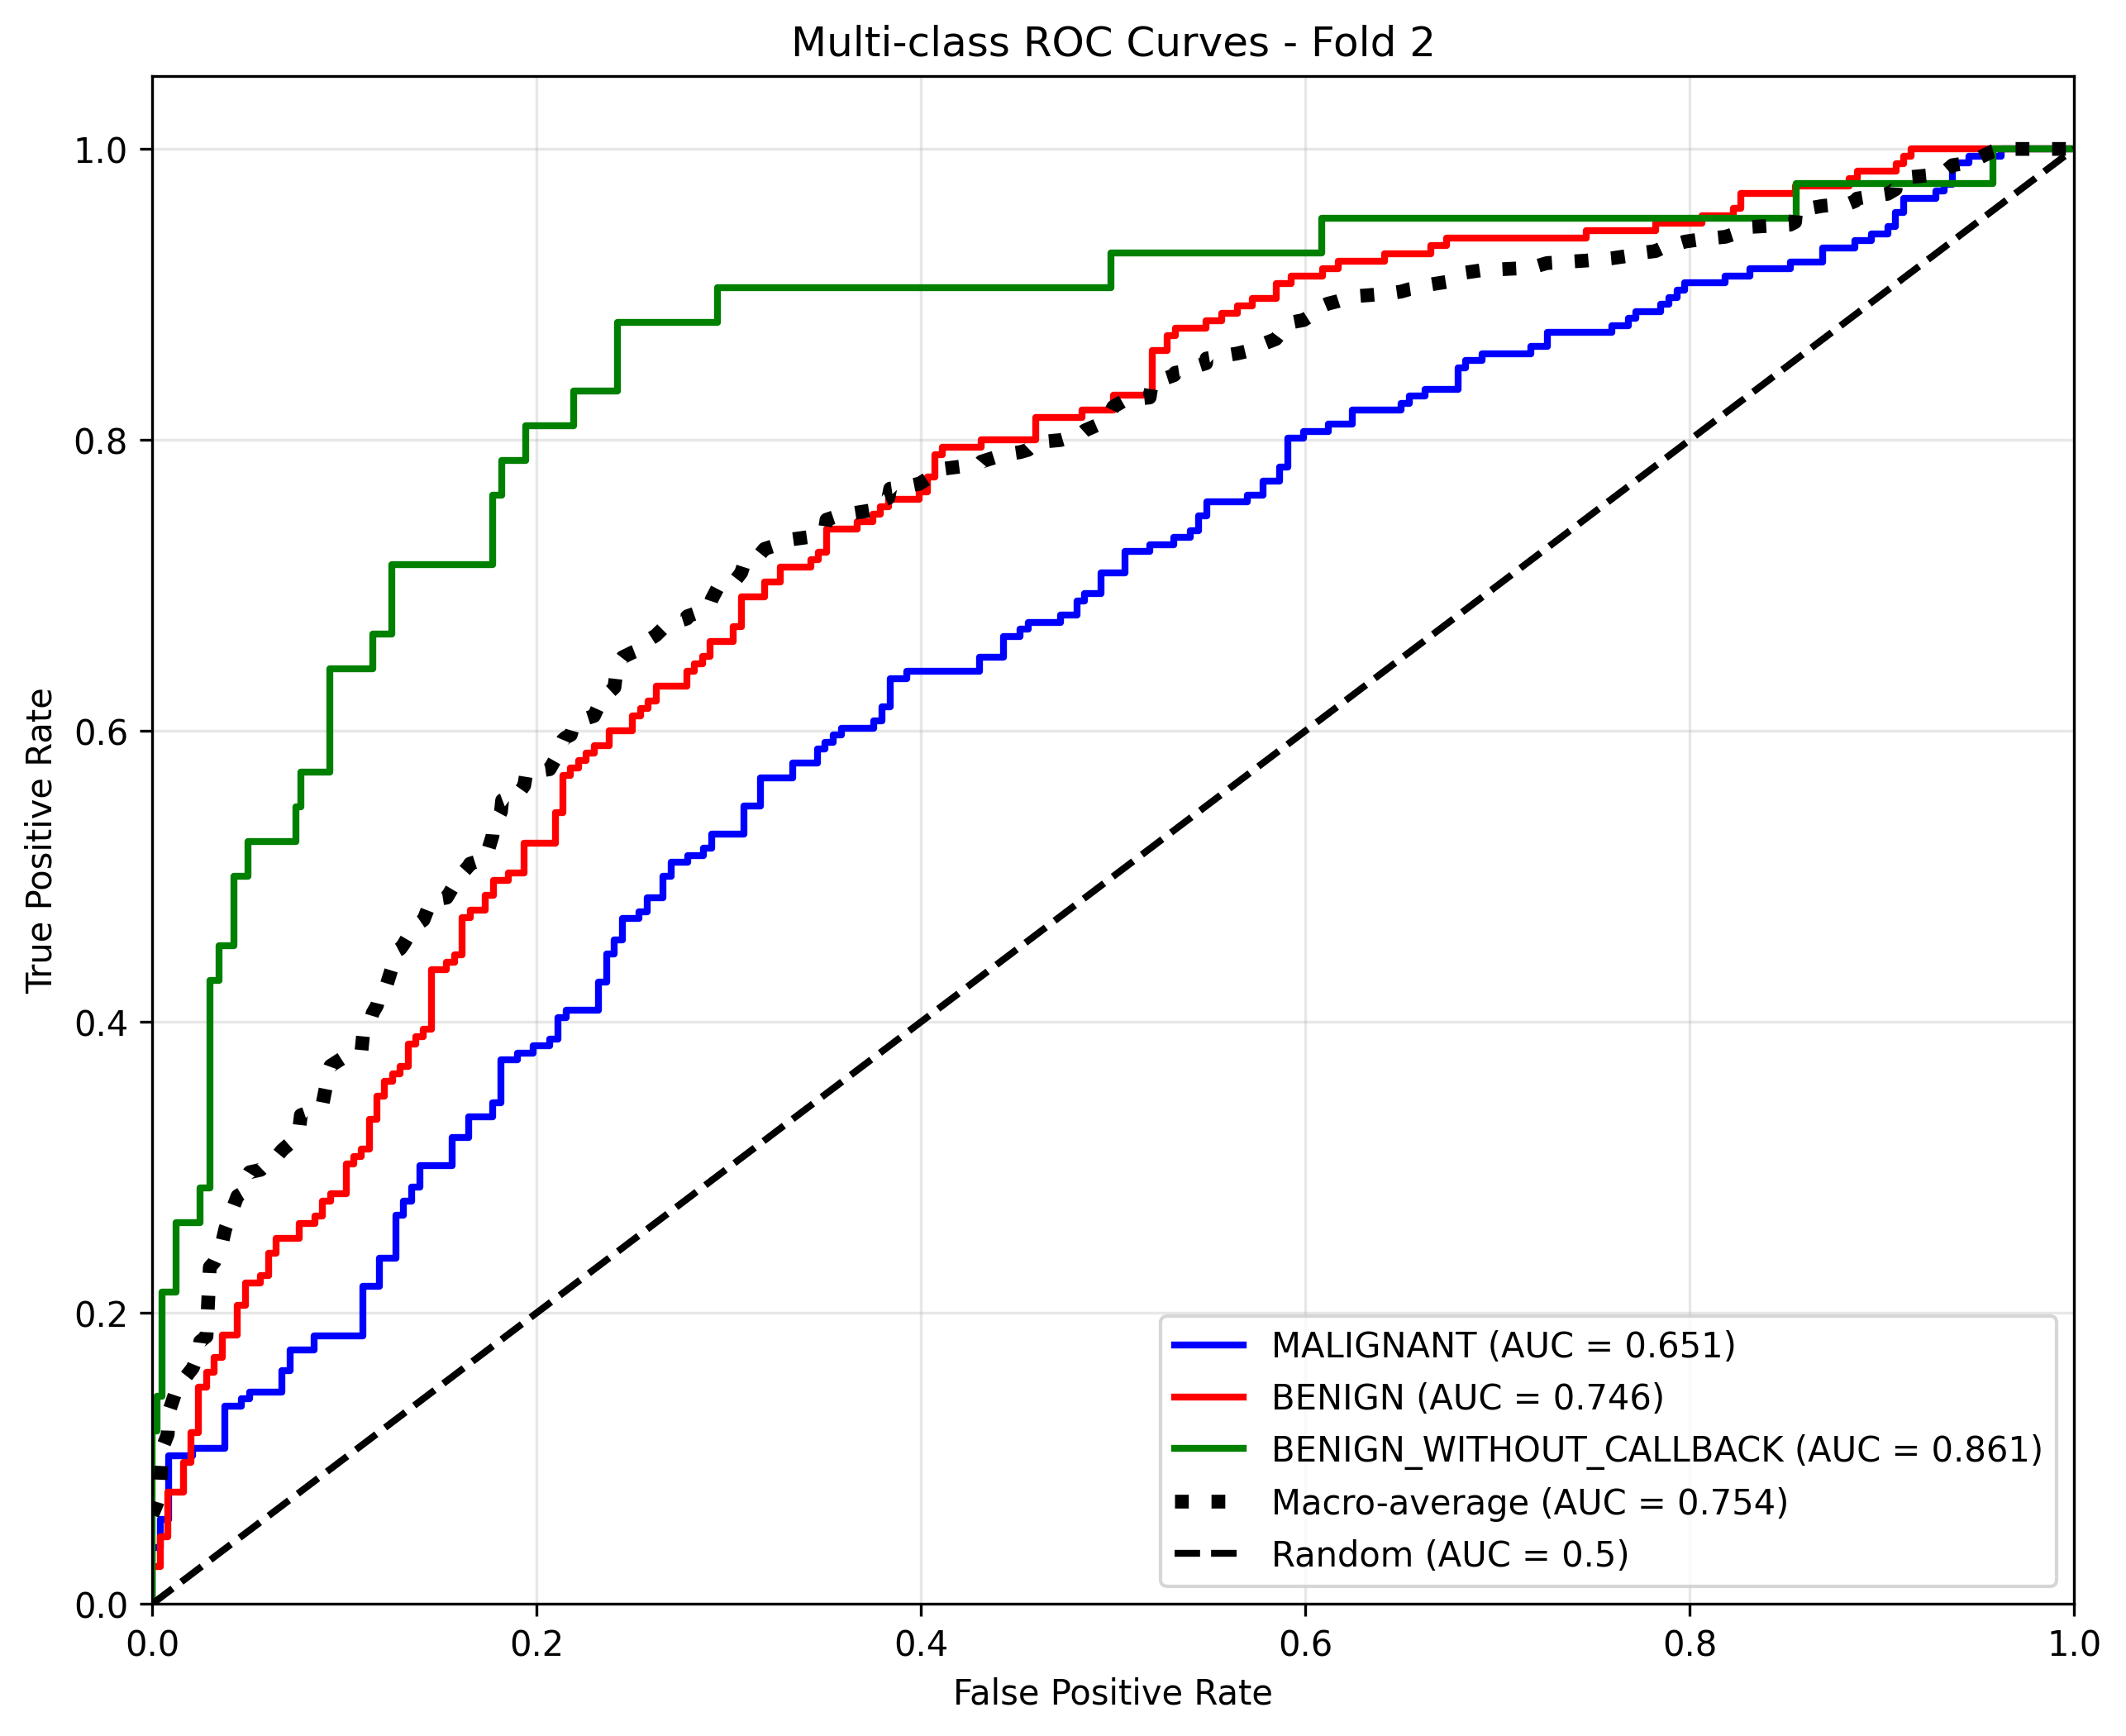 Multi-class ROC Curves - Fold 2
True Positive Rate
1.0
0.8
0.6
0.4
0.2
0.0
MALIGNANT (AUC = 0.651)
BENIGN (AUC = 0.746)
BENIGN_WITHOUT_CALLBACK (AUC = 0.861)
Macro-average (AUC = 0.754)
Random (AUC = 0.5)
0.0 0.2 0.4 0.6 0.8 1.0
False Positive Rate